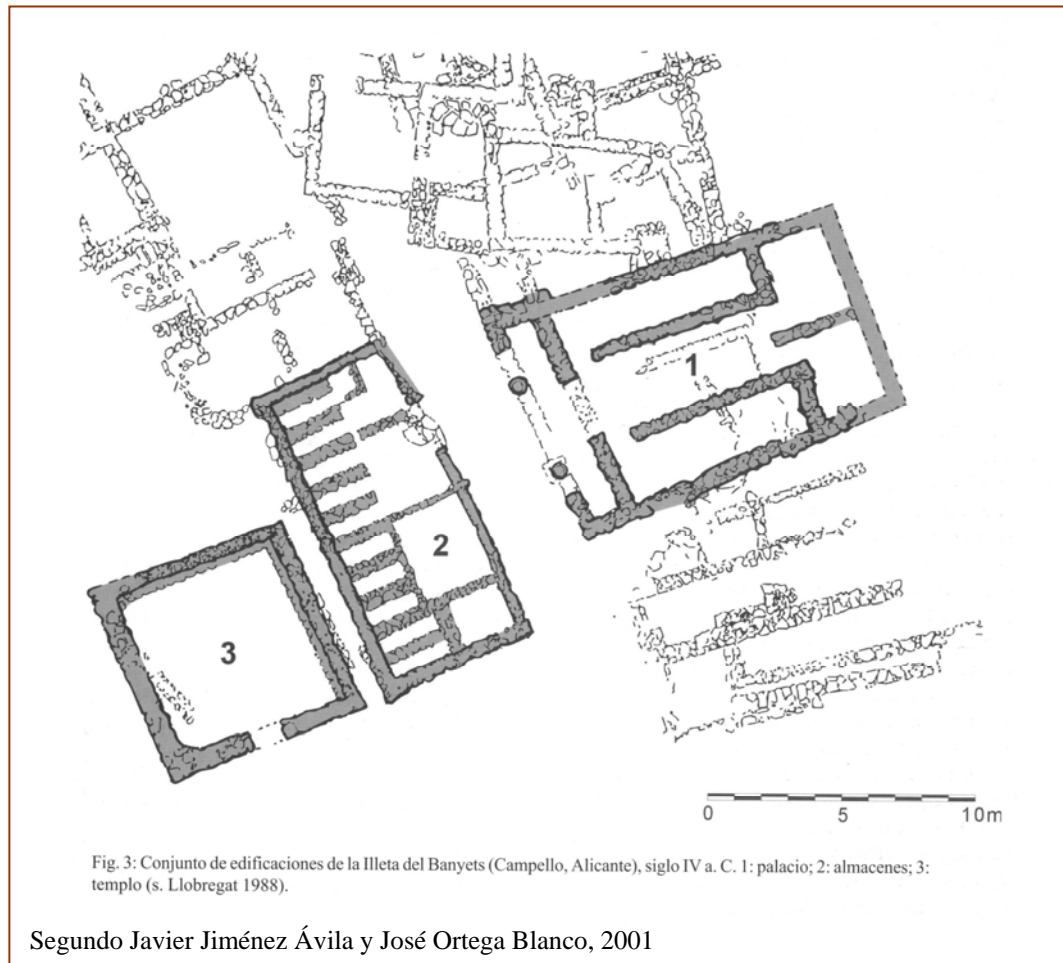 1
2
3
0 5 10m
Fig. 3: Conjunto de edificaciones de la Illeta del Banyets (Campello, Alicante), siglo IV a. C. 1: palacio; 2: almacenes; 3:
templo (s. Llobregat 1988).
Segundo Javier Jiménez Ávila y José Ortega Blanco, 2001